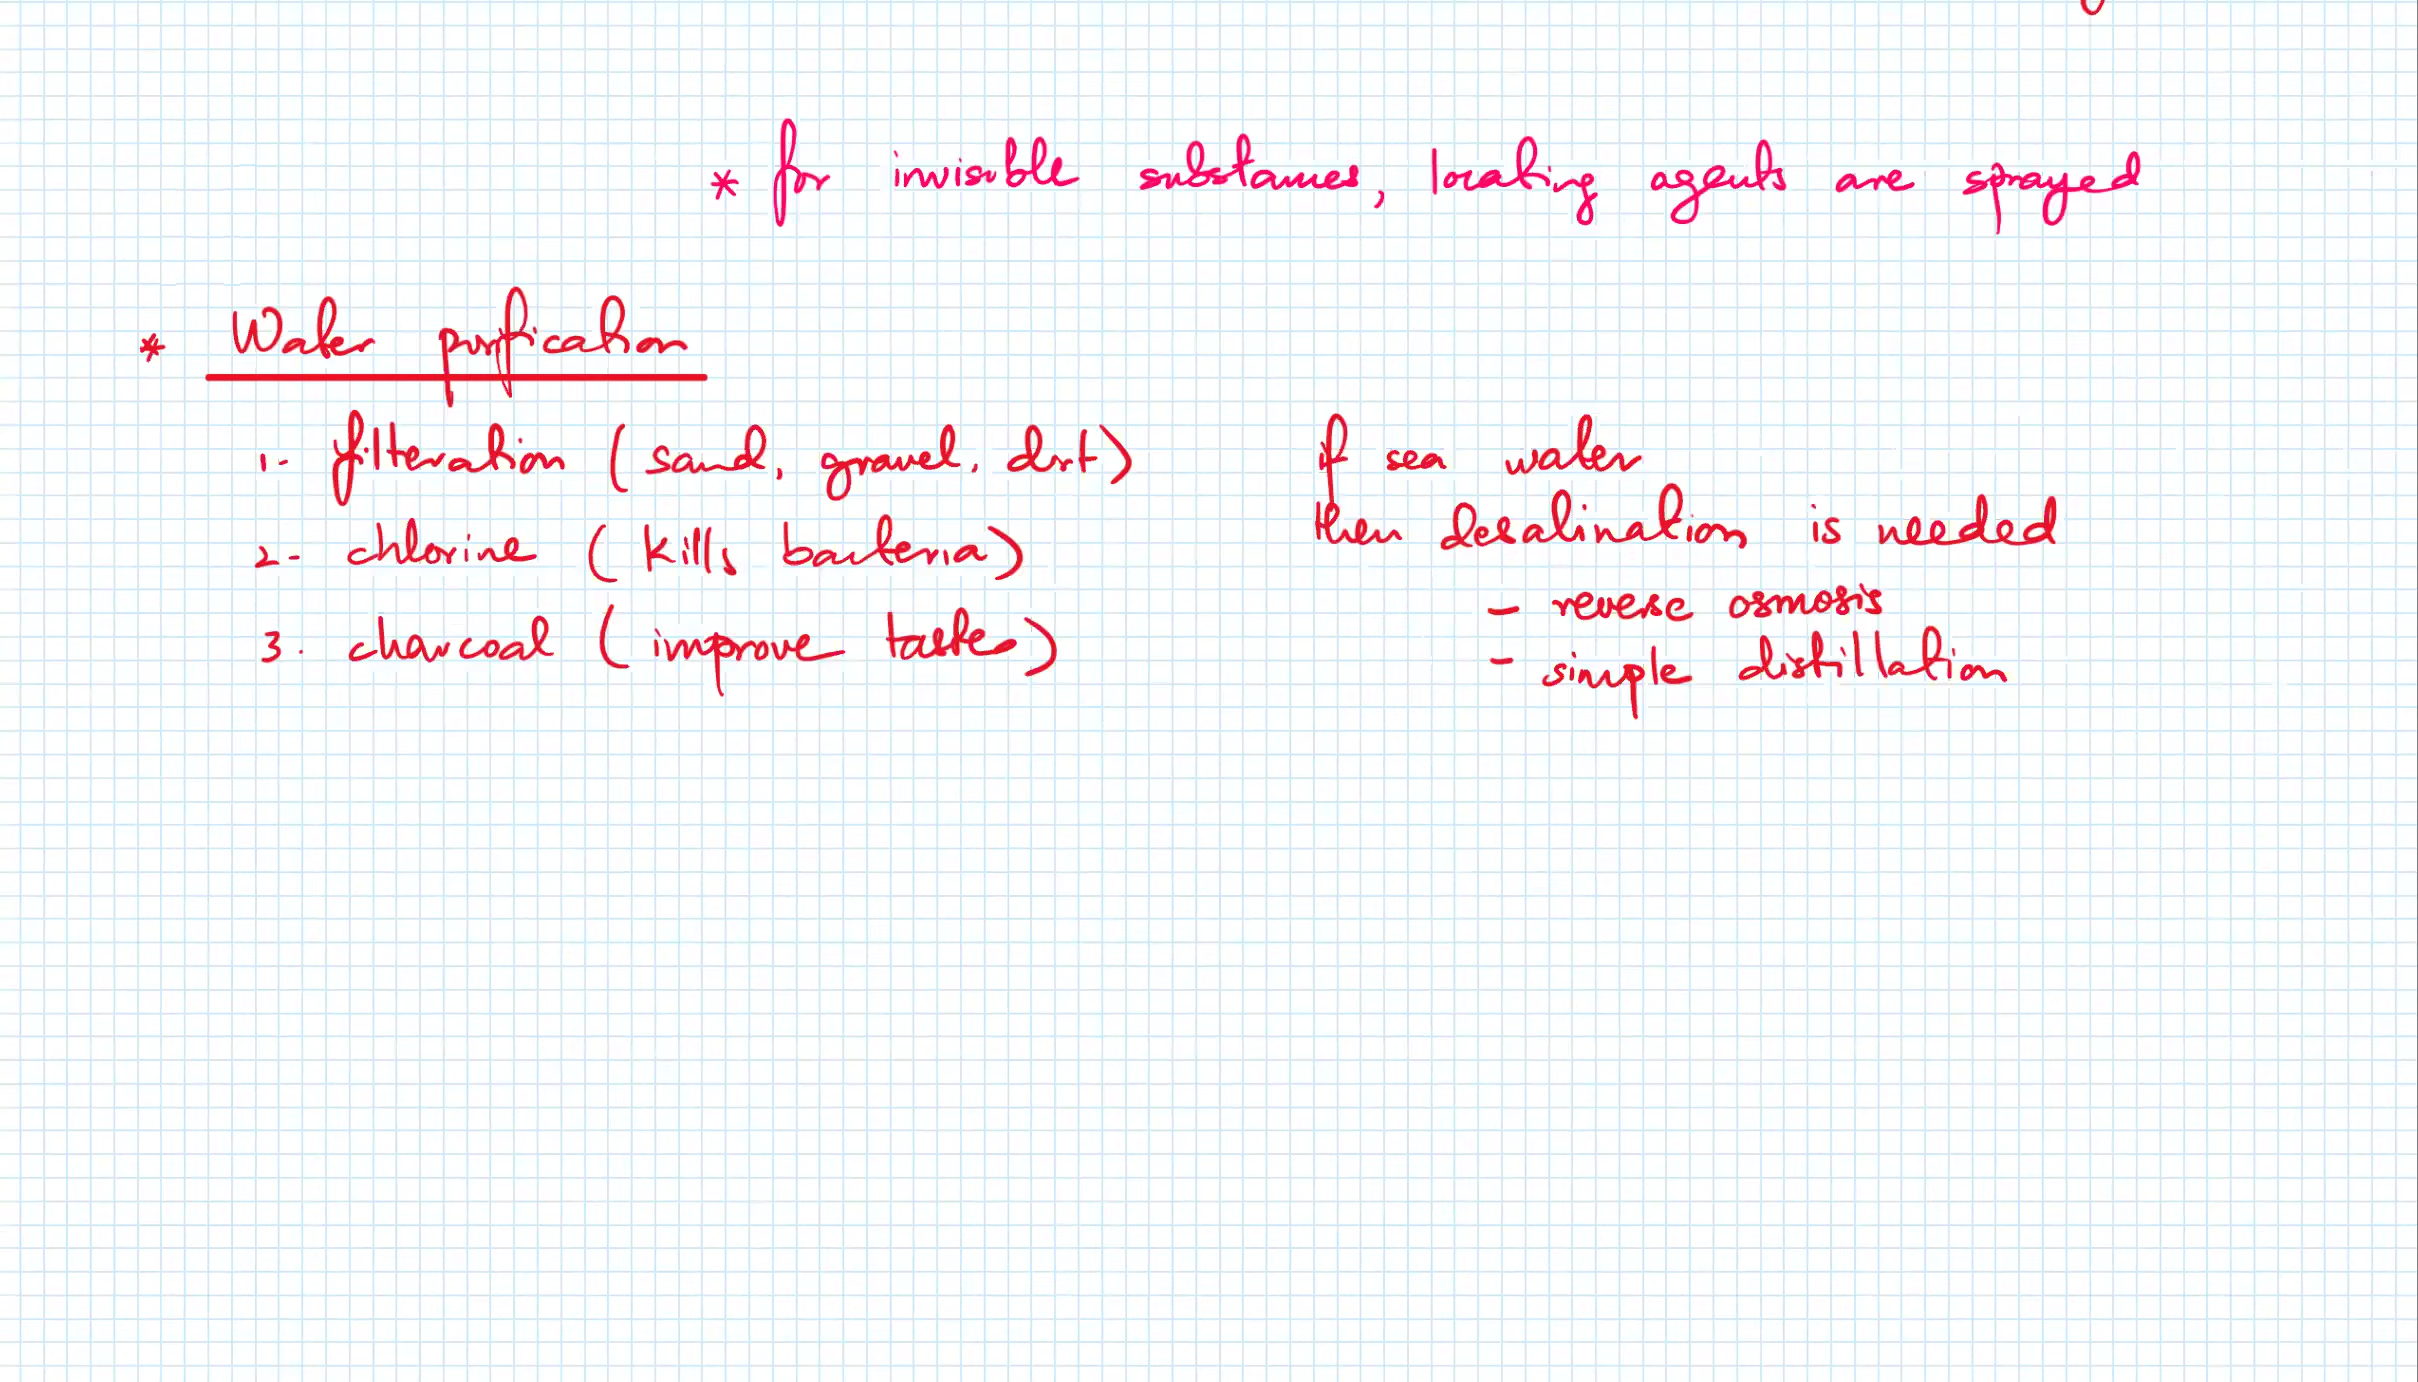 * for invisible substances, locating agents are sprayed
* Water purification
1- filteration (sand, gravel, dirt)
2- chlorine (kills bacteria)
3. charcoal (improve tastes)
if sea water
then desalination is needed
- reverse osmosis
- simple distillation